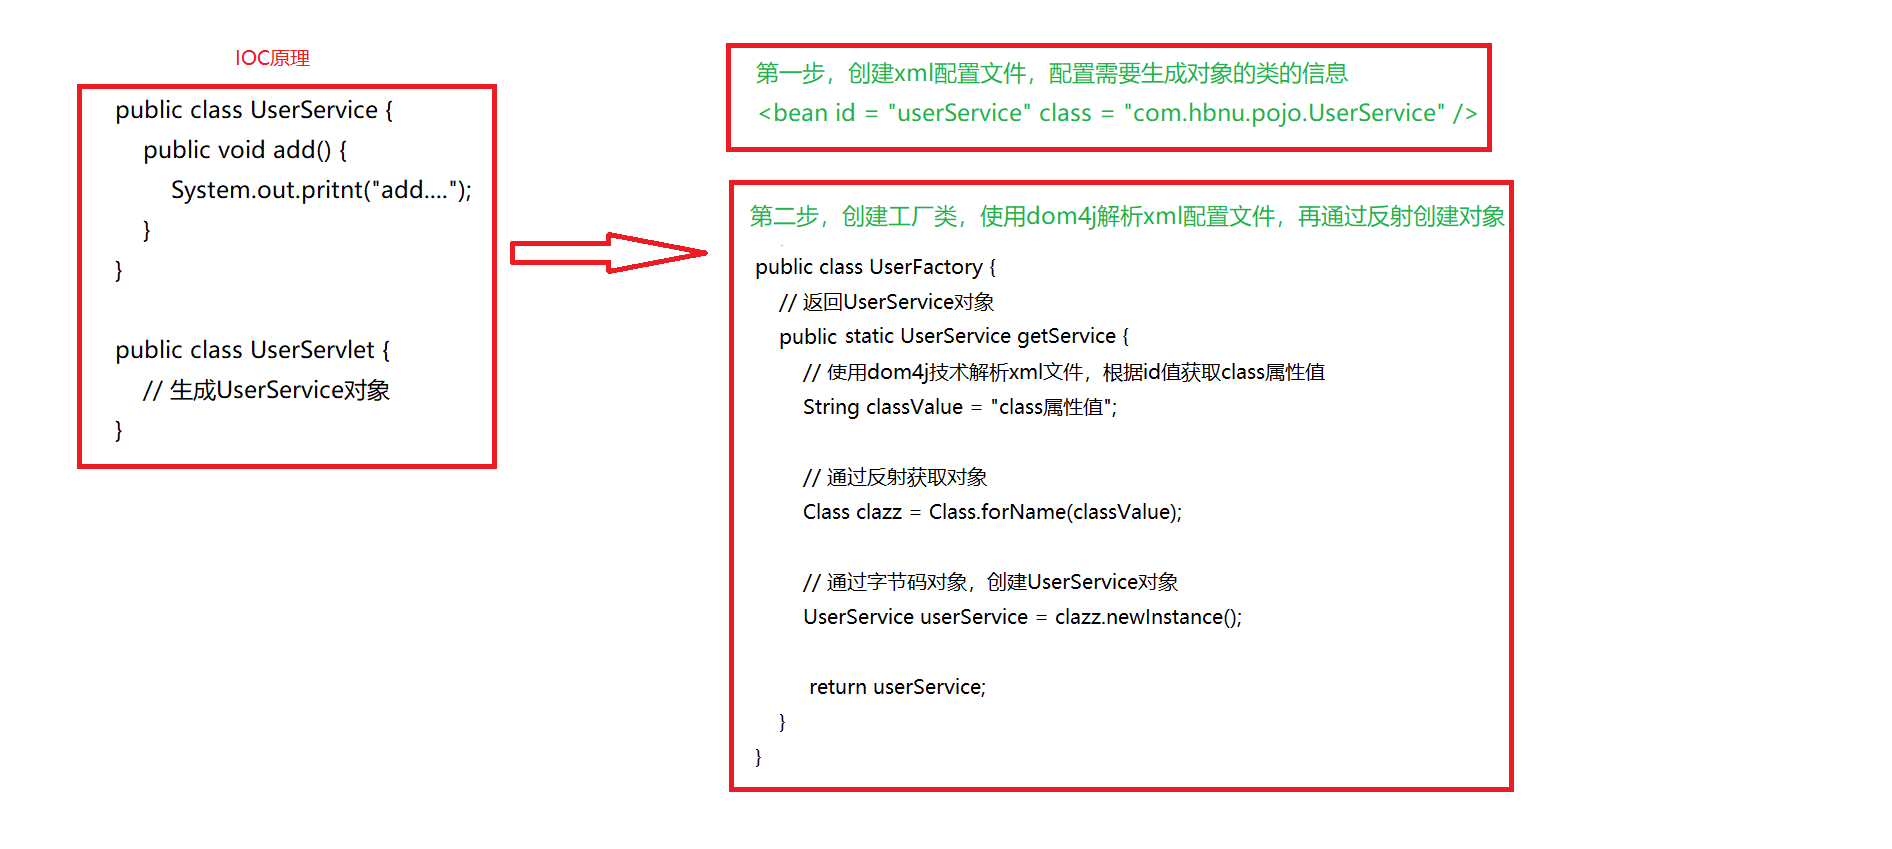 IOC原理
public class UserService {
public void add() {
System.out.pritnt("add....");
}
}
public class UserServlet {
// 生成UserService对象
}
第一步，创建xml配置文件，配置需要生成对象的类的信息
<bean id = "userService" class = "com.hbnu.pojo.UserService" />
第二步，创建工厂类，使用dom4j解析xml配置文件，再通过反射创建对象
public class UserFactory {
// 返回UserService对象
public static UserService getService {
// 使用dom4j技术解析xml文件，根据id值获取class属性值
String classValue = "class属性值";
// 通过反射获取对象
Class clazz = Class.forName(classValue);
// 通过字节码对象，创建UserService对象
UserService userService = clazz.newInstance();
return userService;
}
}